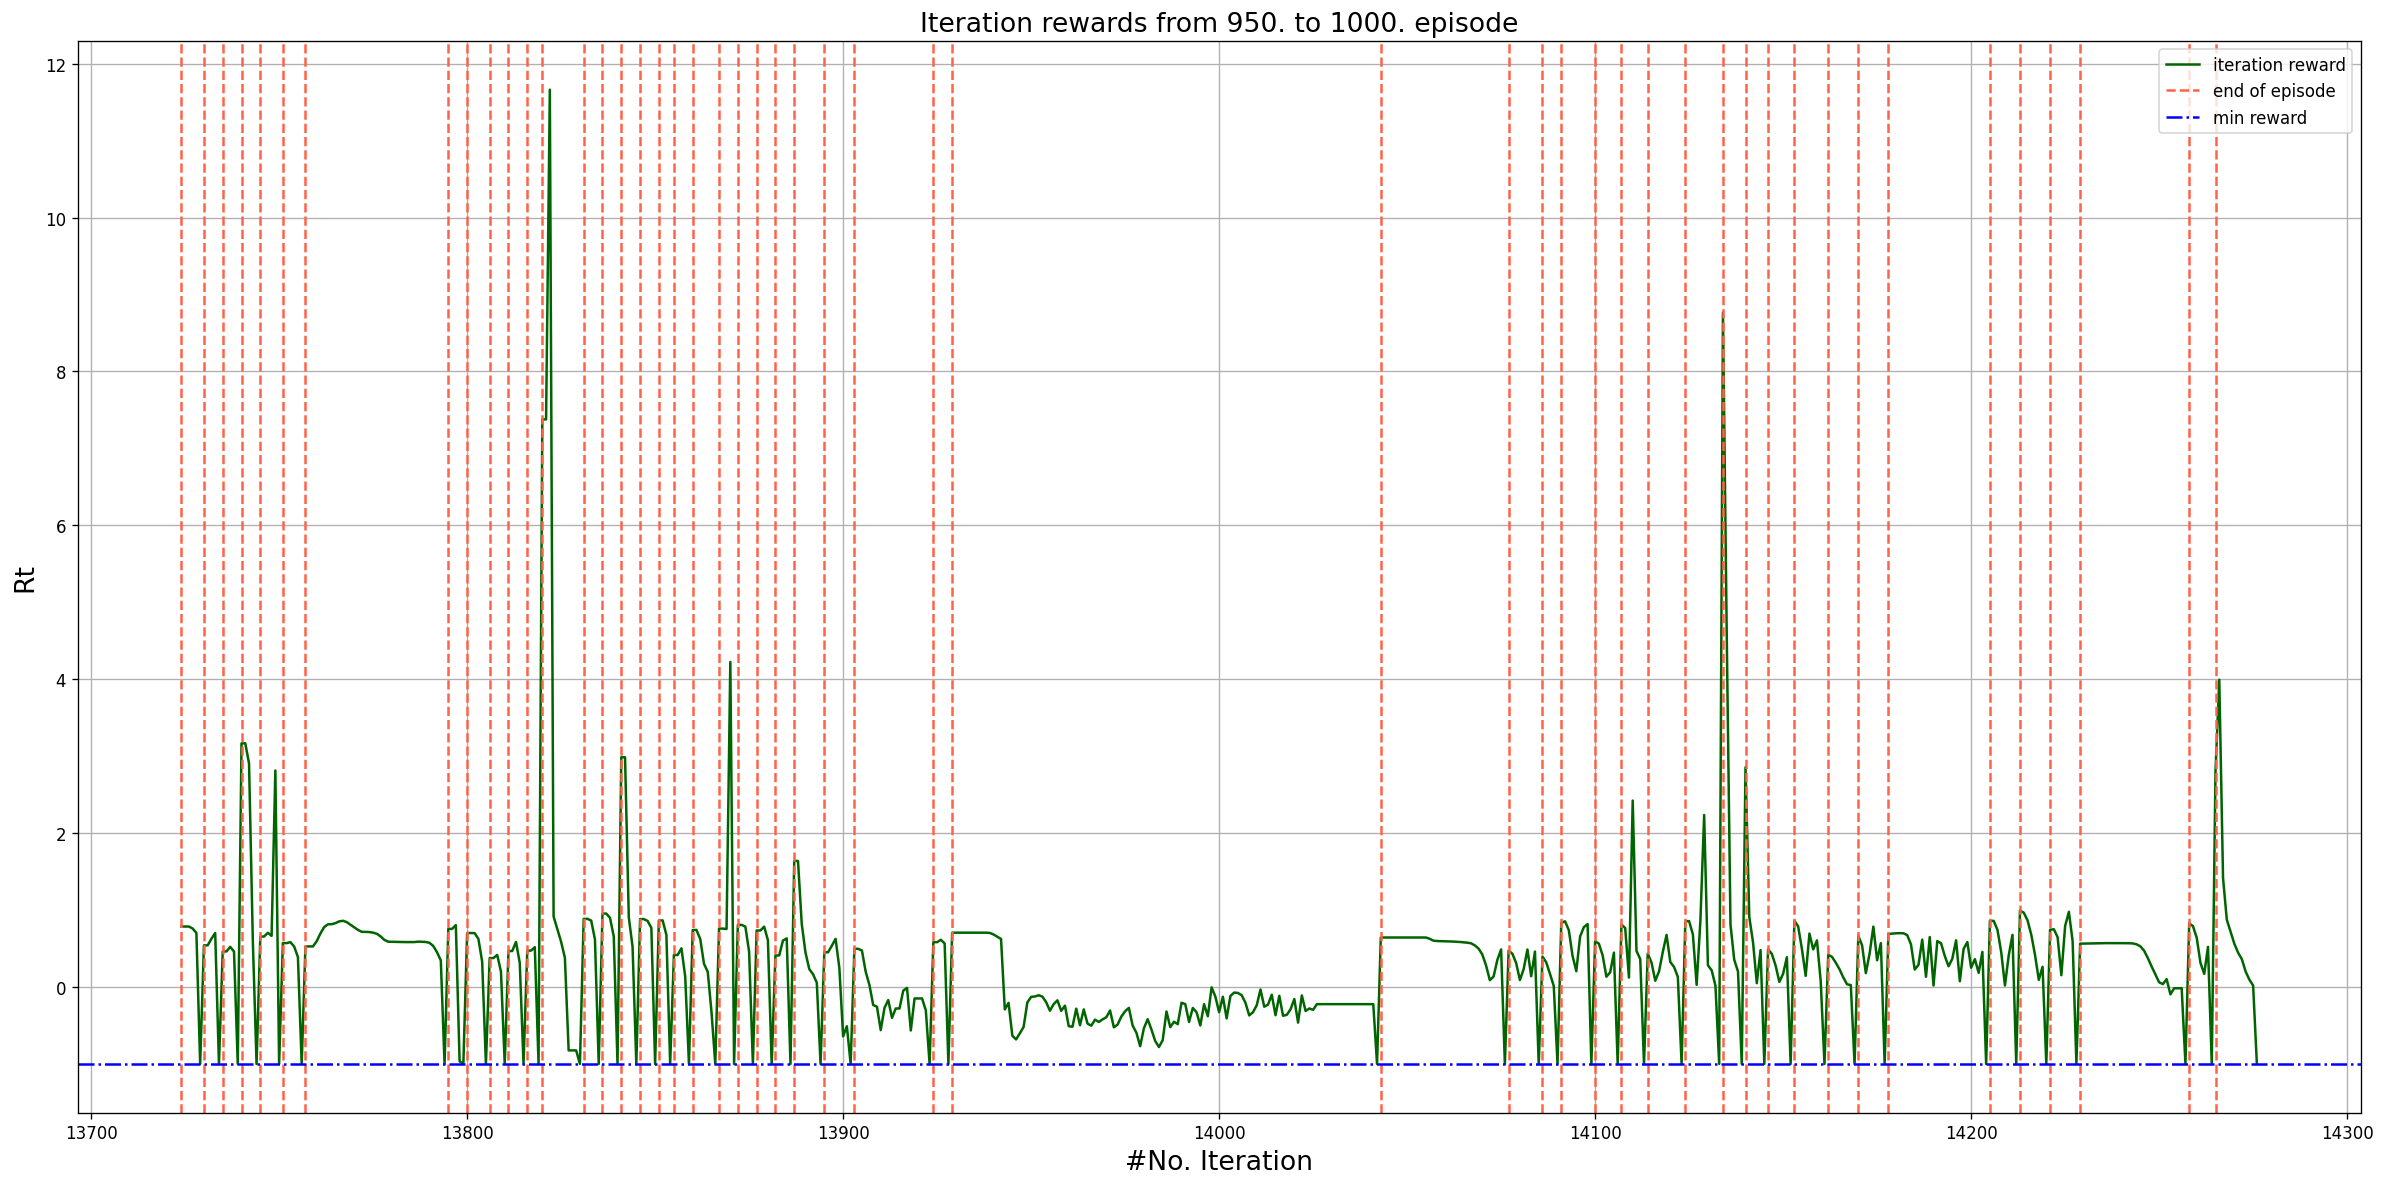 Iteration rewards from 950. to 1000. episode
12
10
8
6
4
2
0
Rt
iteration reward
end of episode
min reward
13700 13800 13900 14000 14100 14200 14300
#No. Iteration